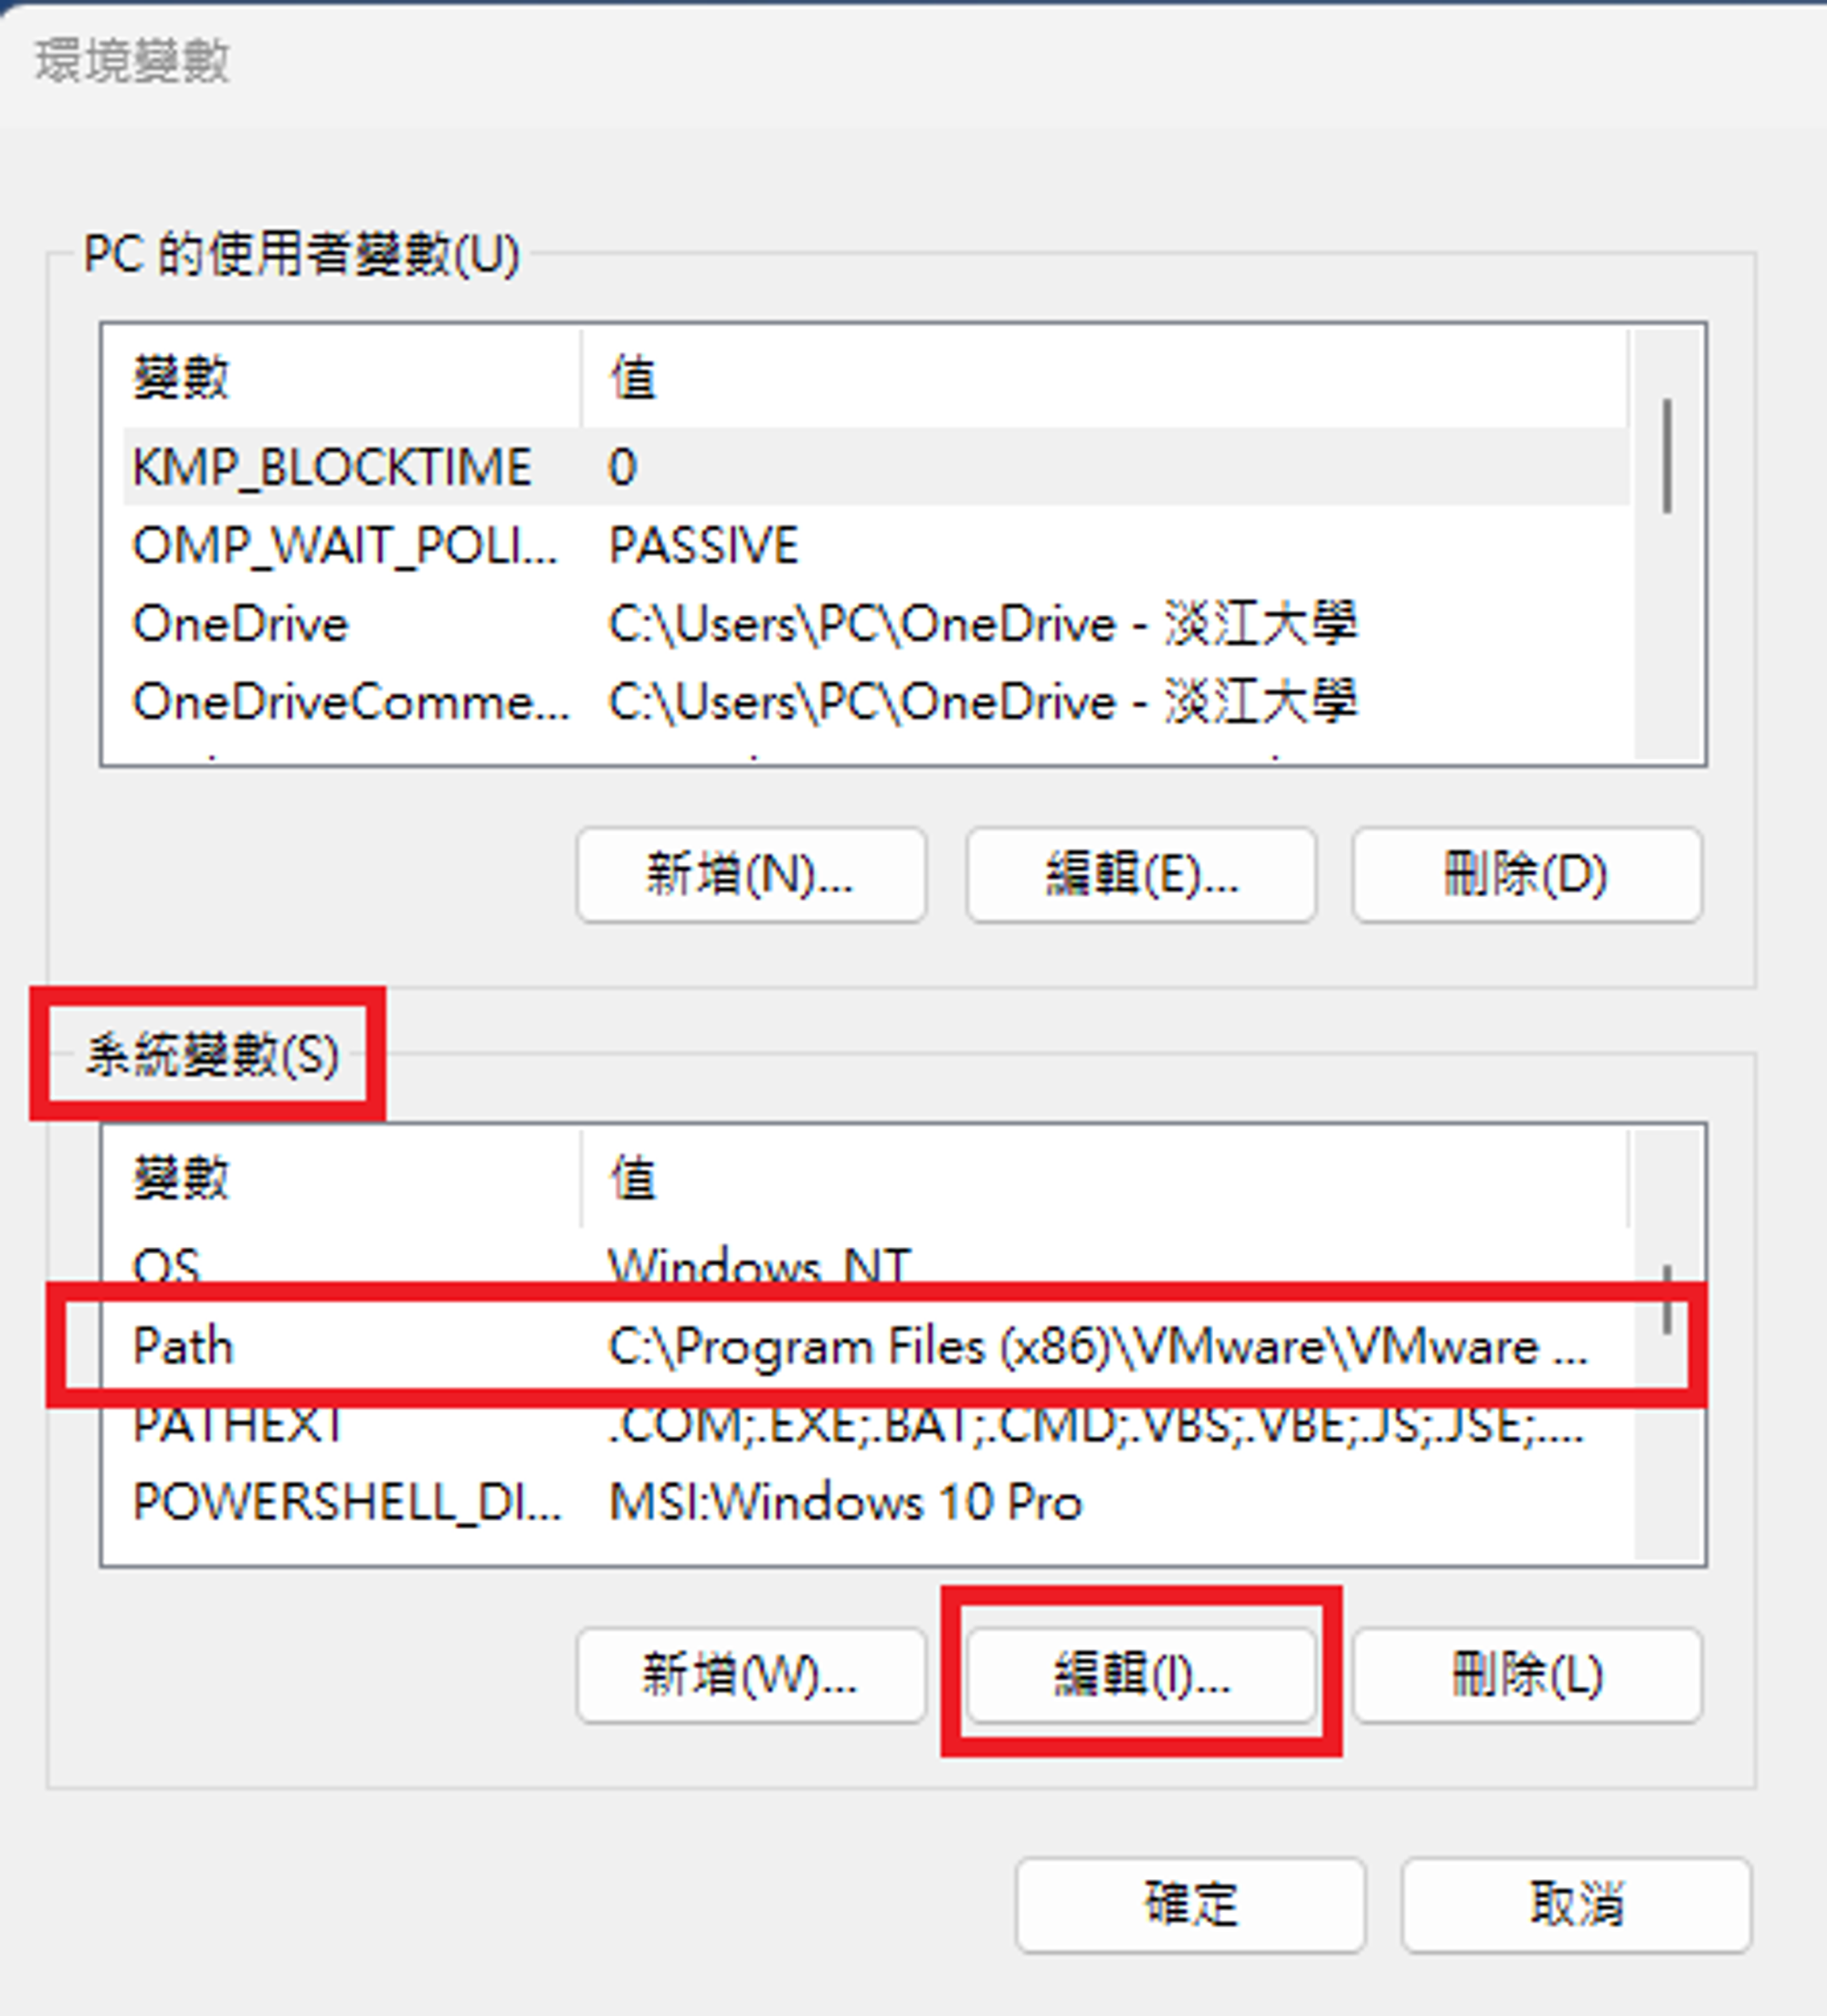 環境變數
PC 的使用者變數(U)
變數 值
KMP_BLOCKTIME 0
OMP_WAIT_POLI... PASSIVE
OneDrive C:\Users\PC\OneDrive - 淡江大學
OneDriveComme... C:\Users\PC\OneDrive - 淡江大學
新增(N)... 編輯(E)... 刪除(D)
系統變數(S)
變數 值
OS Windows_NT
Path C:\Program Files (x86)\VMware\VMware ...
PATHEXT .COM;.EXE;.BAT;.CMD;.VBS;.VBE;.JS;.JSE;....
POWERSHELL_DI... MSI:Windows 10 Pro
新增(W)... 編輯(I)... 刪除(L)
確定 取消